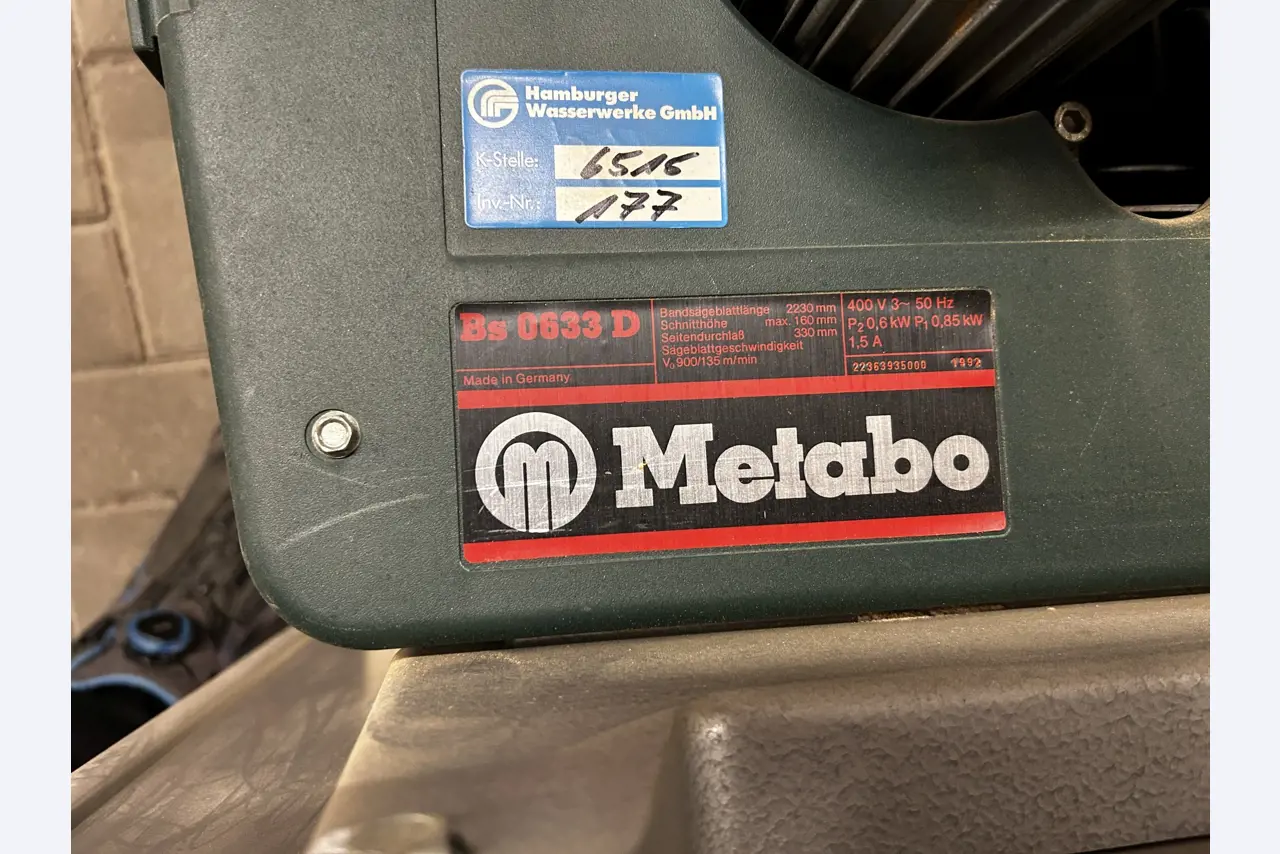 Hamburger
Wasserwerke GmbH
K-Stelle: 6516
Inv.-Nr.: 177
Bs 0633 D
Made in Germany
Bandsägeblattlänge 2230 mm
Schnitthöhe max. 160 mm
Seitendurchlaß 330 mm
Sägeblattgeschwindigkeit
V₀ 900/135 m/min
400 V 3~ 50 Hz
P₂ 0,6 kW P₁ 0,85 kW
1,5 A
22363935000 1992
Metabo